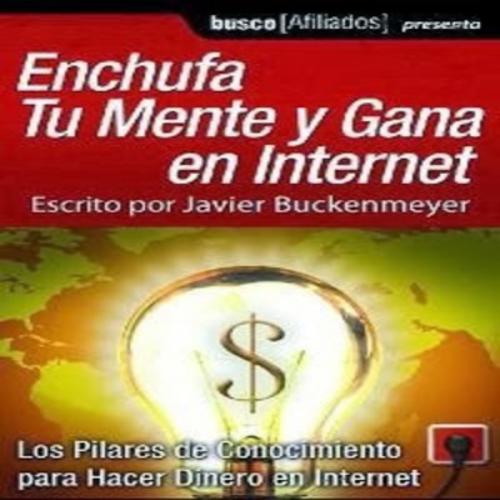 busco[Afiliados] presenta
Enchufa
Tu Mente y Gana
en Internet
Escrito por Javier Buckenmeyer
$
Los Pilares de Conocimiento
para Hacer Dinero en Internet